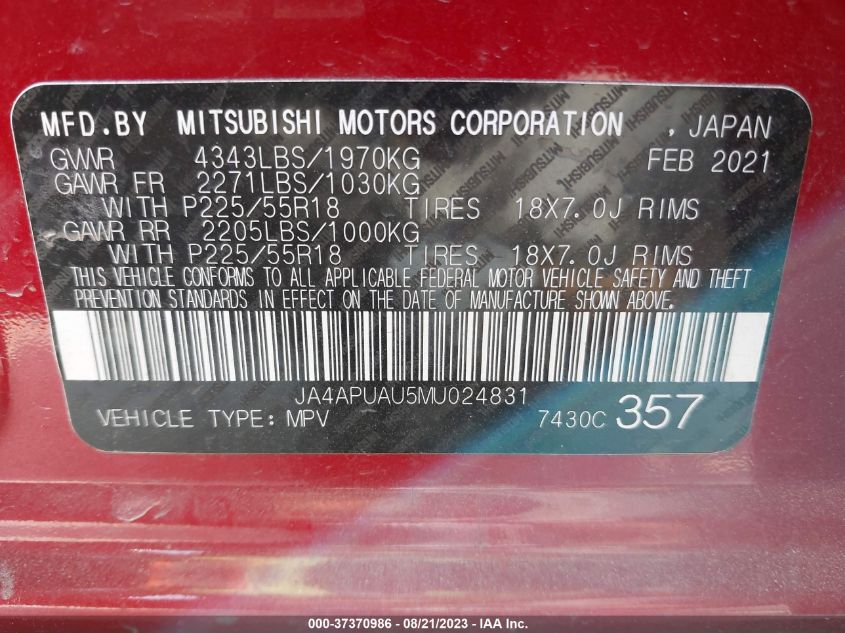 MFD.BY MITSUBISHI MOTORS CORPORATION , JAPAN
GVWR 4343LBS/1970KG FEB 2021
GAWR FR 2271LBS/1030KG
WITH P225/55R18 TIRES 18X7.0J RIMS
GAWR RR 2205LBS/1000KG
WITH P225/55R18 TIRES 18X7.0J RIMS
THIS VEHICLE CONFORMS TO ALL APPLICABLE FEDERAL MOTOR VEHICLE SAFETY AND THEFT
PREVENTION STANDARDS IN EFFECT ON THE DATE OF MANUFACTURE SHOWN ABOVE.
JA4APUAU5MU024831
VEHICLE TYPE: MPV 7430C 357
000-37370986 - 08/21/2023 - IAA Inc.